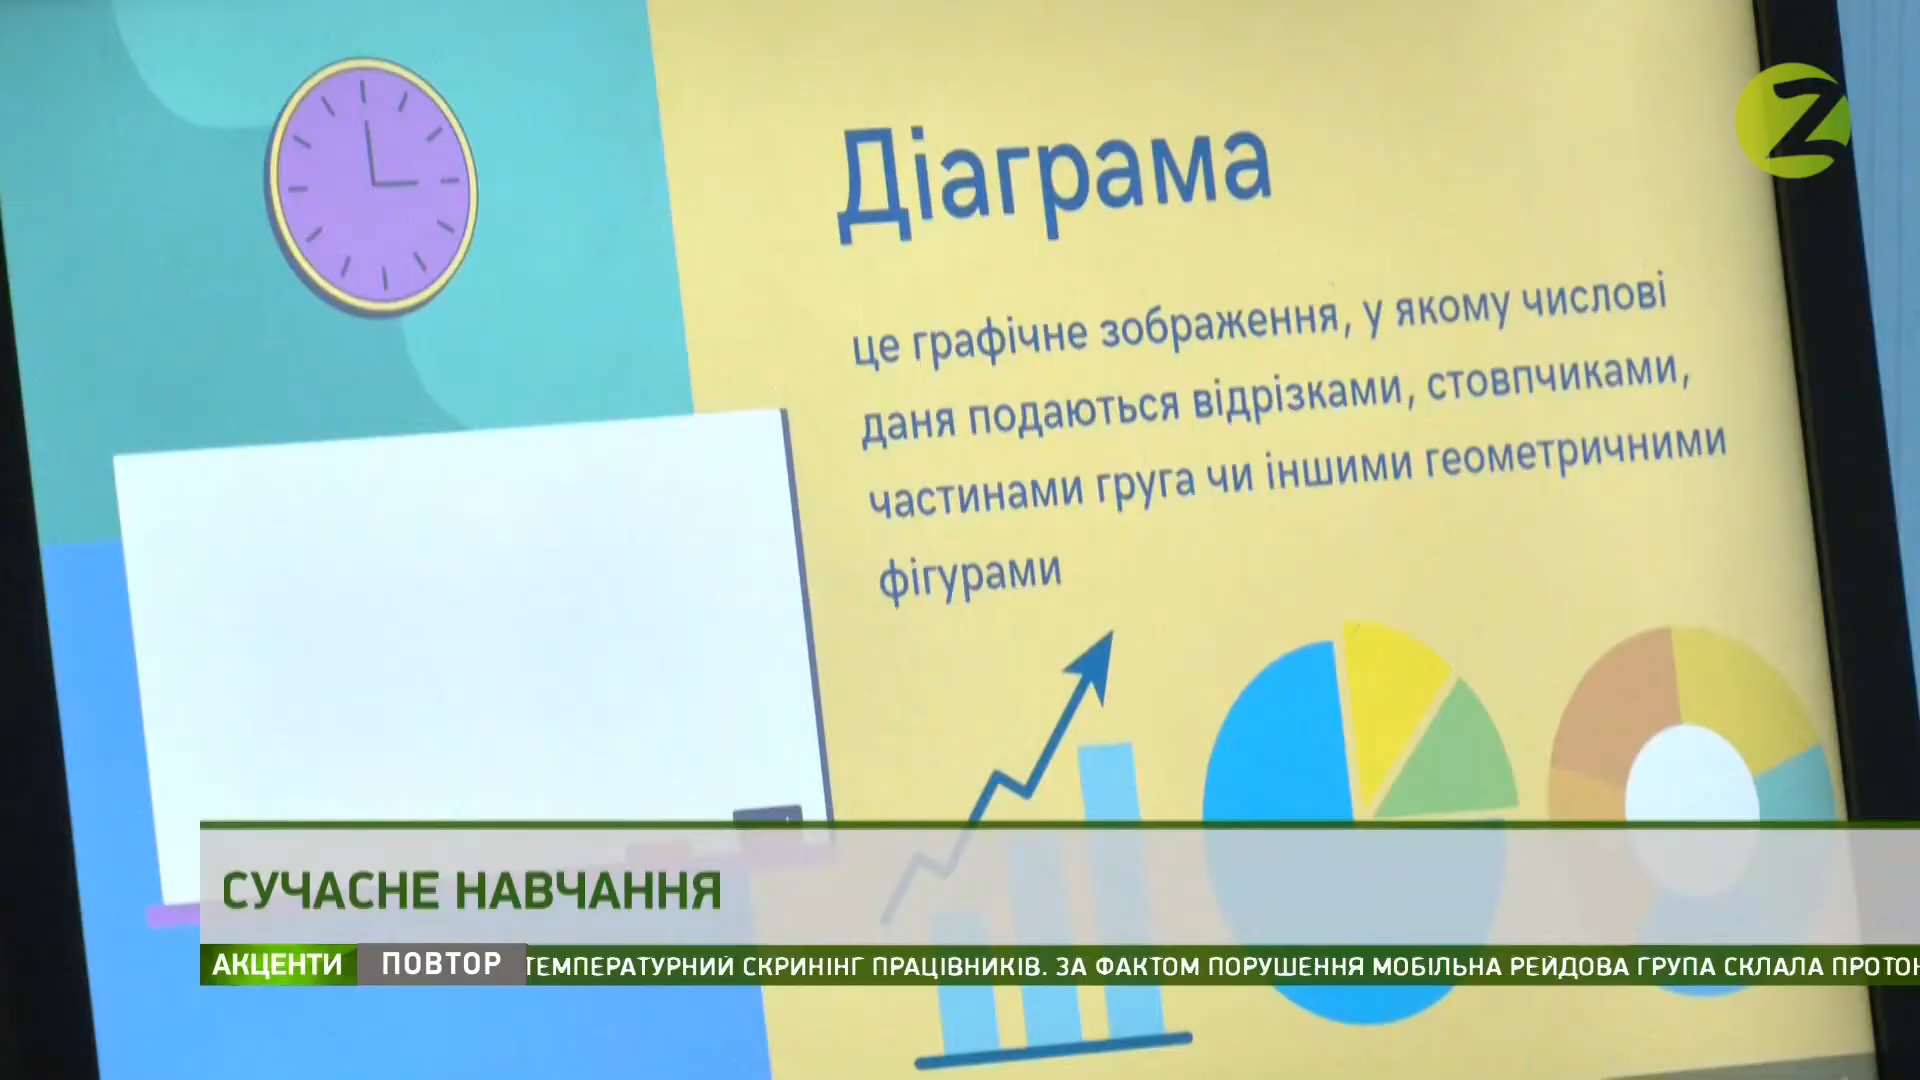 Діаграма
це графічне зображення, у якому числові
даня подаються відрізками, стовпчиками,
частинами груга чи іншими геометричними
фігурами
СУЧАСНЕ НАВЧАННЯ
АКЦЕНТИ ПОВТОР ТЕМПЕРАТУРНИЙ СКРИНІНГ ПРАЦІВНИКІВ. ЗА ФАКТОМ ПОРУШЕННЯ МОБІЛЬНА РЕЙДОВА ГРУПА СКЛАЛА